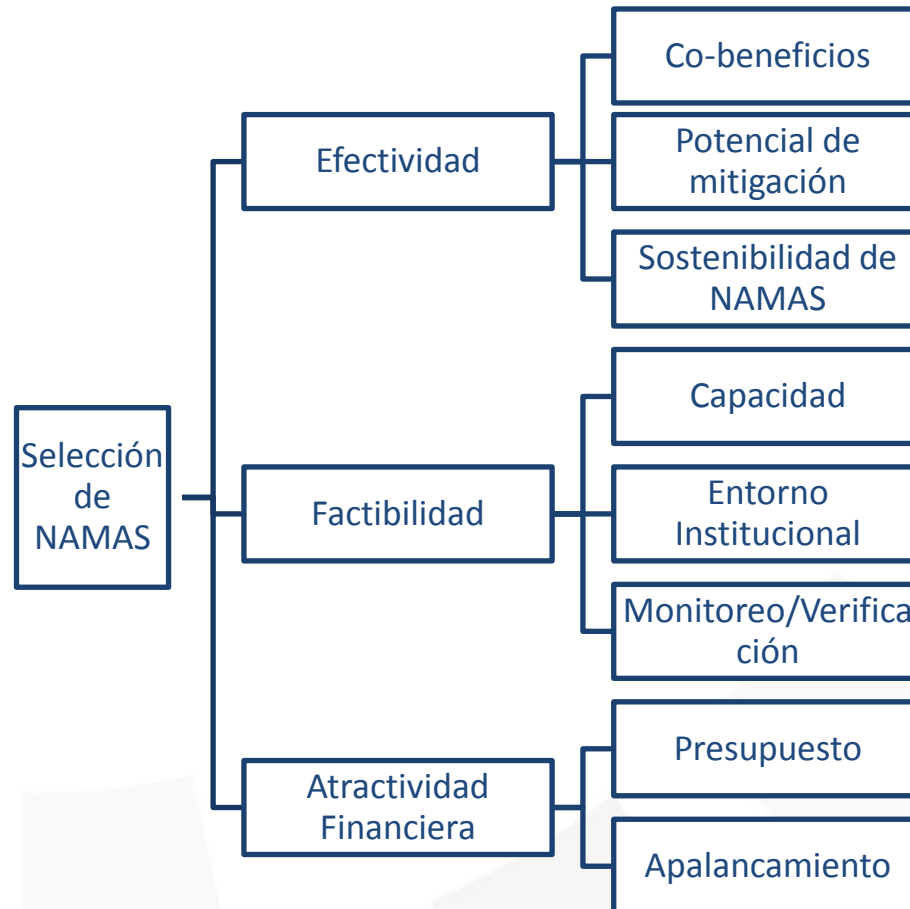 Co-beneficios
Efectividad
Potencial de
mitigación
Sostenibilidad de
NAMAS
Selección
de
NAMAS
Capacidad
Factibilidad
Entorno
Institucional
Monitoreo/Verifica
ción
Presupuesto
Atractividad
Financiera
Apalancamiento